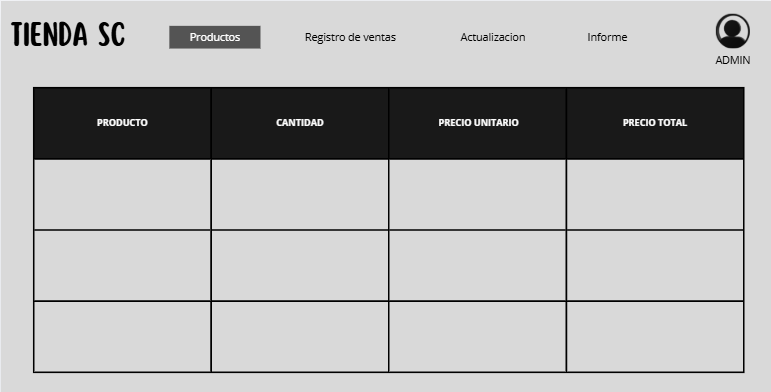 TIENDA SC
Productos
Registro de ventas
Actualizacion
Informe
ADMIN
PRODUCTO
CANTIDAD
PRECIO UNITARIO
PRECIO TOTAL